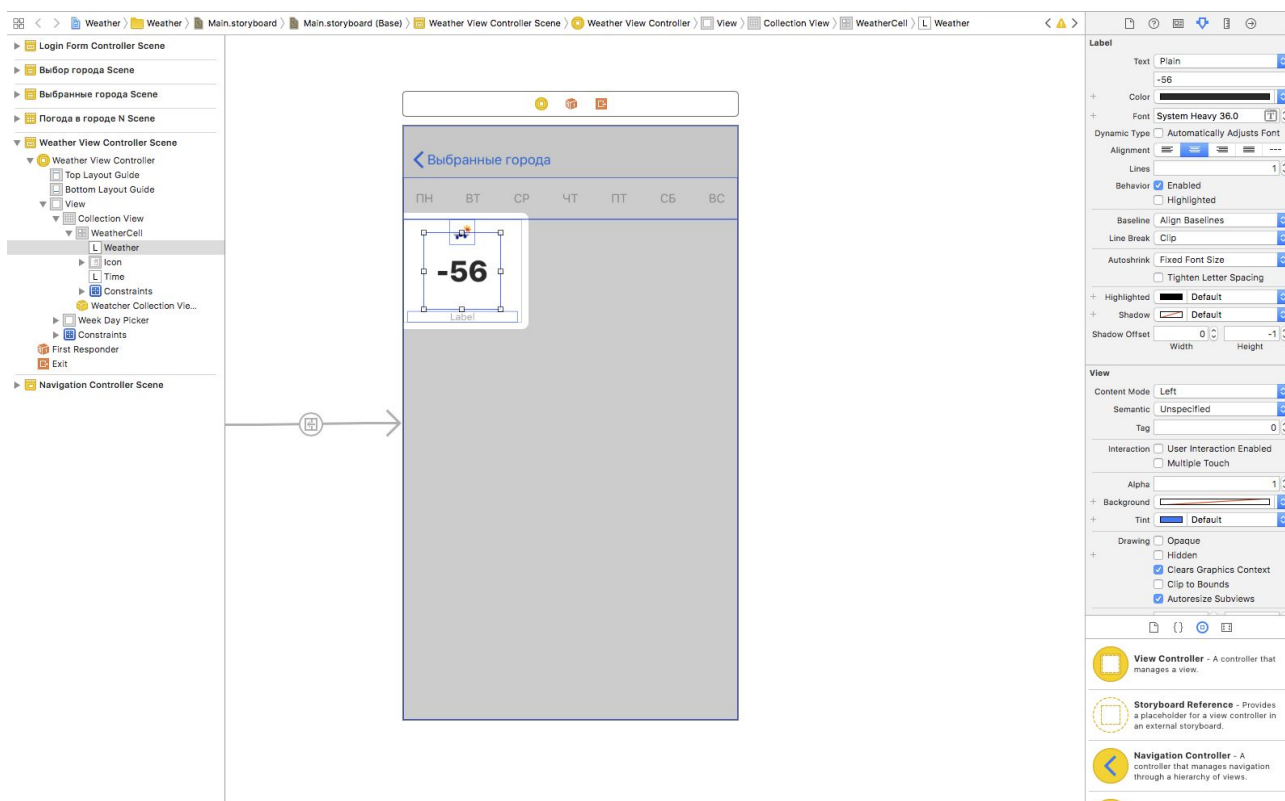 Weather Weather Main.storyboard Main.storyboard (Base) Weather View Controller Scene Weather View Controller View Collection View WeatherCell L Weather
Login Form Controller Scene
Выбор города Scene
Выбранные города Scene
Погода в городе N Scene
Weather View Controller Scene
Weather View Controller
Top Layout Guide
Bottom Layout Guide
View
Collection View
WeatherCell
L Weather
Icon
L Time
Constraints
Weatcher Collection Vie...
Week Day Picker
Constraints
First Responder
Exit
Navigation Controller Scene
Выбранные города
ПН ВТ СР ЧТ ПТ СБ ВС
-56
Label
Label
Text Plain
-56
Color
Font System Heavy 36.0
Dynamic Type Automatically Adjusts Font
Alignment
Lines 1
Behavior Enabled
Highlighted
Baseline Align Baselines
Line Break Clip
Autoshrink Fixed Font Size
Tighten Letter Spacing
Highlighted Default
Shadow Default
Shadow Offset 0 -1
Width Height
View
Content Mode Left
Semantic Unspecified
Tag 0
Interaction User Interaction Enabled
Multiple Touch
Alpha 1
Background
Tint Default
Drawing Opaque
Hidden
Clears Graphics Context
Clip to Bounds
Autoresize Subviews
View Controller - A controller that
manages a view.
Storyboard Reference - Provides
a placeholder for a view controller in
an external storyboard.
Navigation Controller - A
controller that manages navigation
through a hierarchy of views.